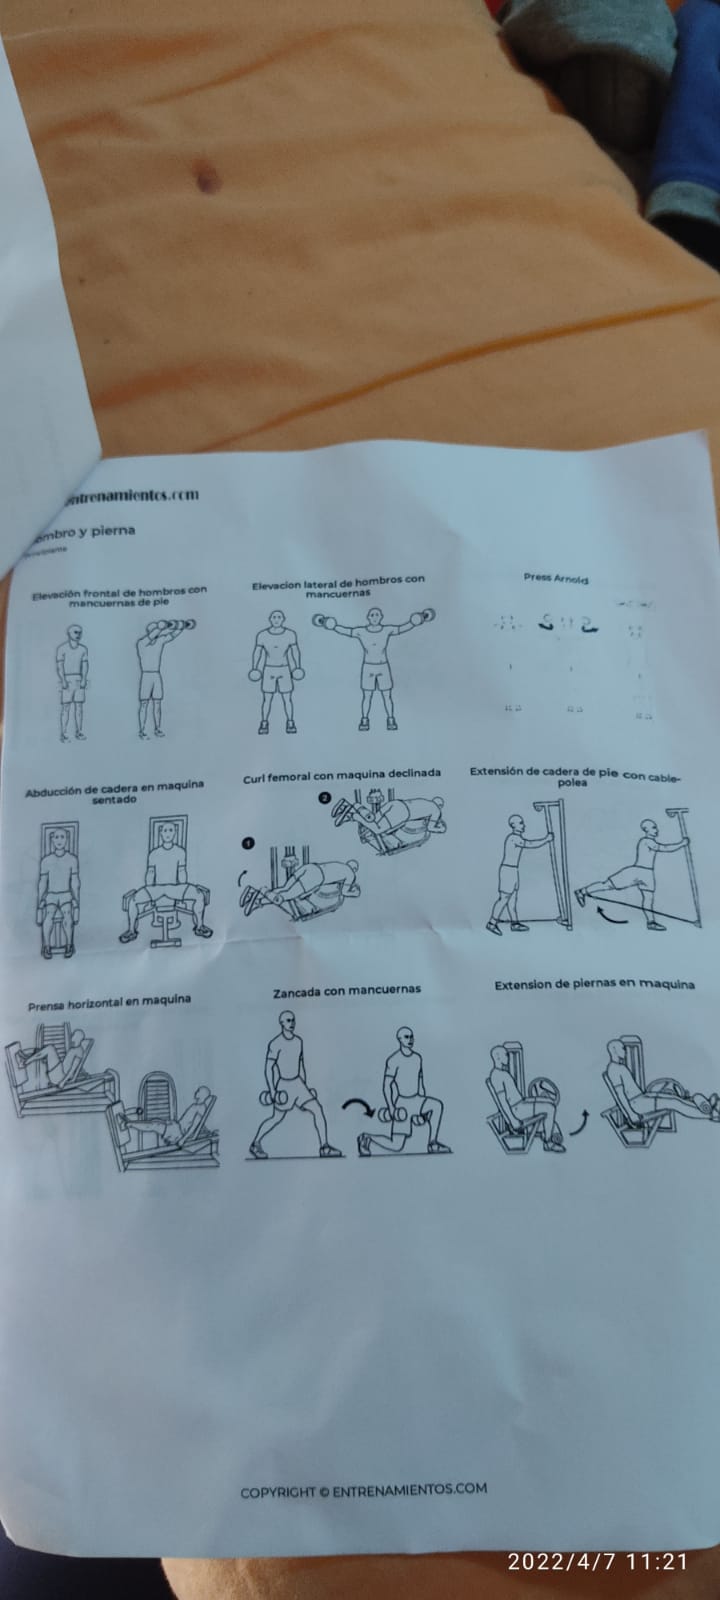 entrenamientos.com
ombro y pierna
Elevación frontal de hombros con
mancuernas de pie
Elevacion lateral de hombros con
mancuernas
Press Arnold
Abducción de cadera en maquina
sentado
Curl femoral con maquina declinada
2
1
Extensión de cadera de pie con cable-
polea
Prensa horizontal en maquina
Zancada con mancuernas
Extension de piernas en maquina
COPYRIGHT © ENTRENAMIENTOS.COM
2022/4/7 11:21